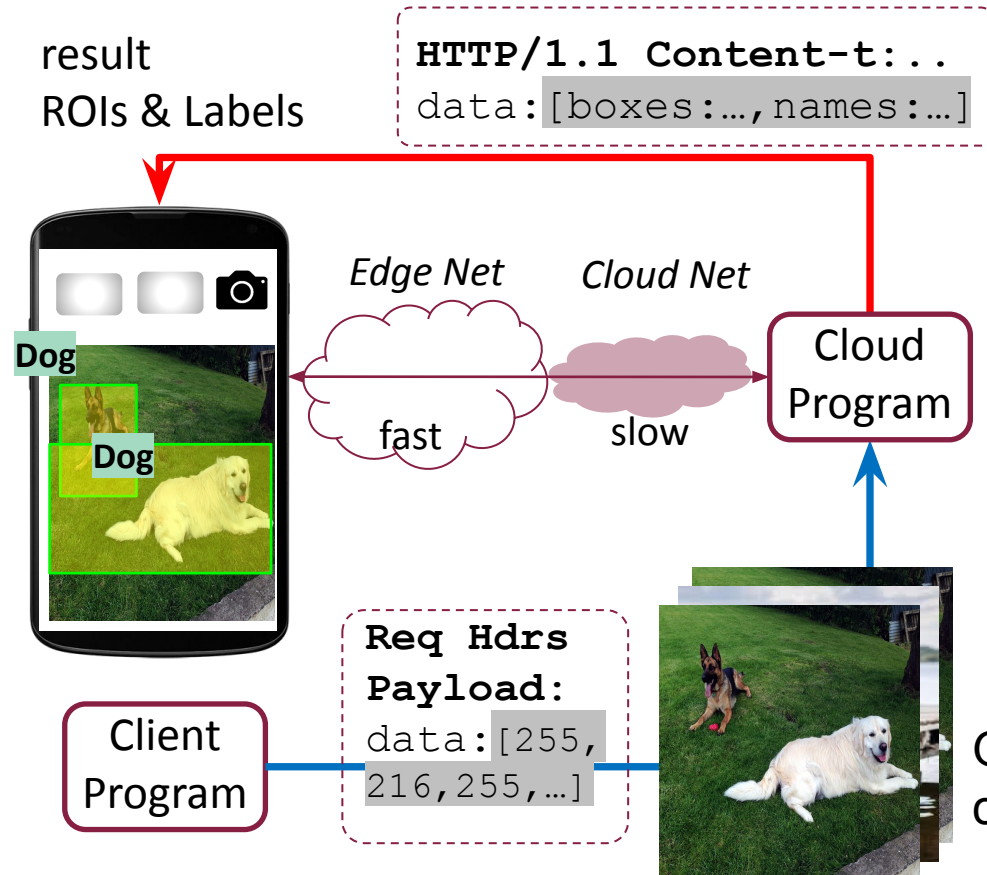 result
ROIs & Labels
HTTP/1.1 Content-t:..
data:[boxes:…,names:…]
Edge Net
Cloud Net
Dog
Dog
fast
slow
Cloud
Program
Req Hdrs
Payload:
data:[255,
216,255,…]
Client
Program